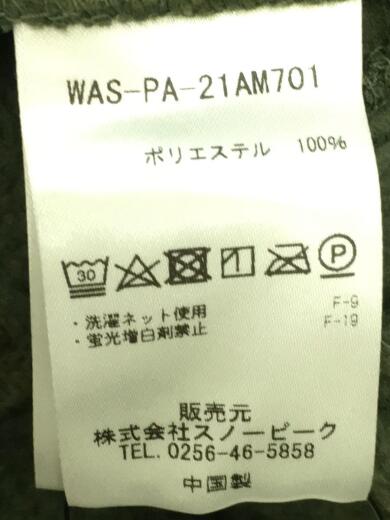 WAS-PA-21AM701
ポリエステル 100%
30
P
・洗濯ネット使用 F-9
・蛍光増白剤禁止 F-19
販売元
株式会社スノーピーク
TEL. 0256-46-5858
中国製